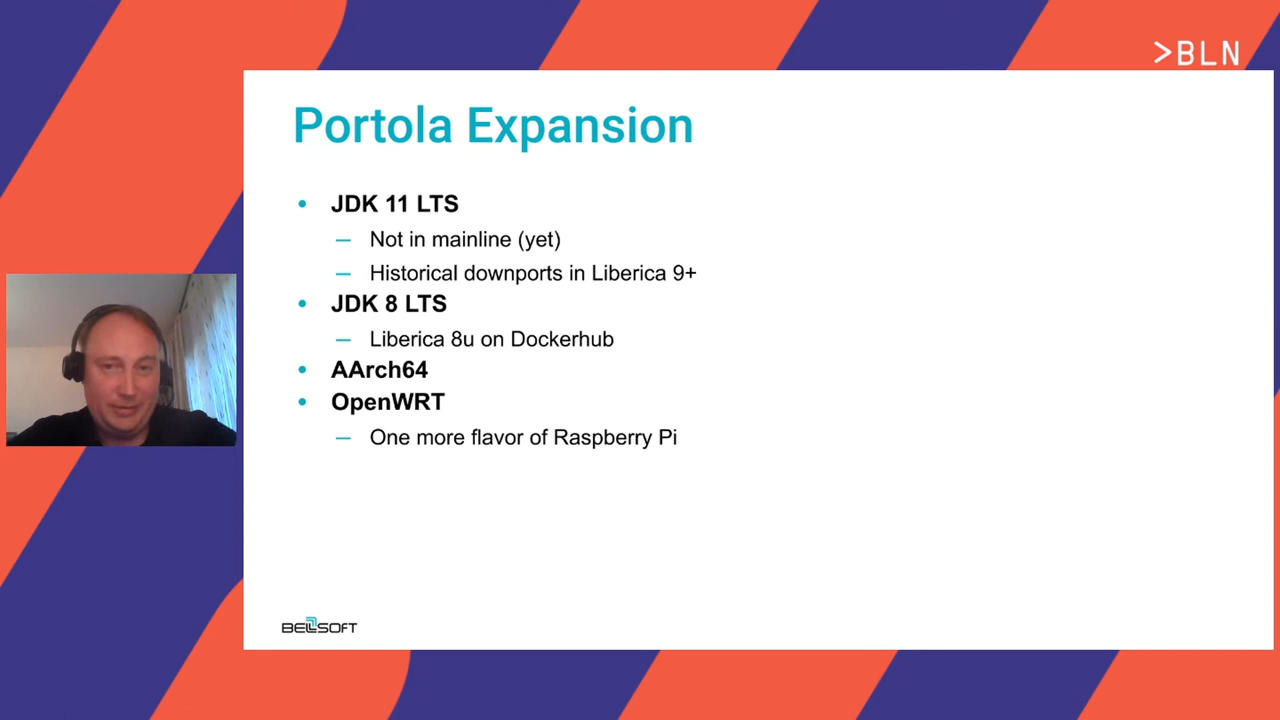 >BLN
Portola Expansion
• JDK 11 LTS
– Not in mainline (yet)
– Historical downports in Liberica 9+
• JDK 8 LTS
– Liberica 8u on Dockerhub
• AArch64
• OpenWRT
– One more flavor of Raspberry Pi
BELLSOFT